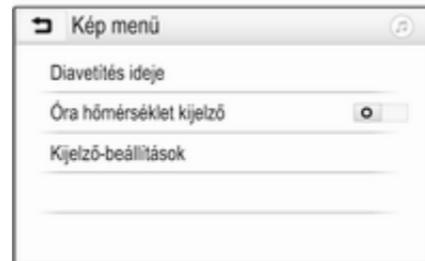 Kép menü
Diavetítés ideje
Óra hőmérséklet kijelző
Kijelző-beállítások